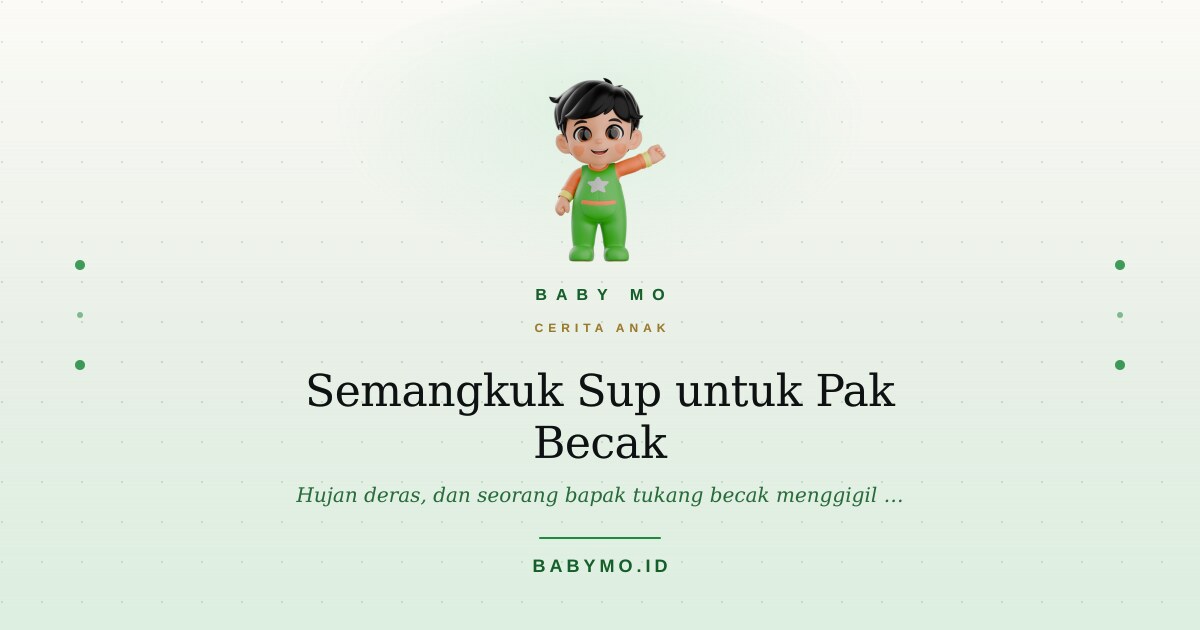 BABY MO
CERITA ANAK
Semangkuk Sup untuk Pak
Becak
Hujan deras, dan seorang bapak tukang becak menggigil ...
BABYMO.ID